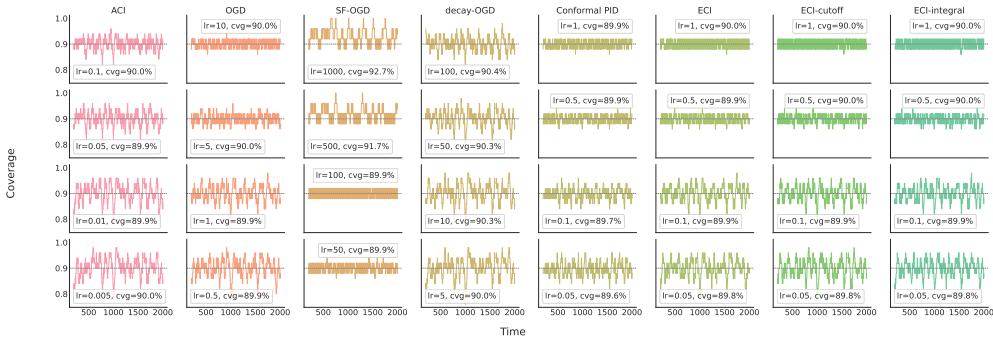 ACI OGD SF-OGD decay-OGD Conformal PID ECI ECI-cutoff ECI-integral
1.0
0.9
0.8
lr=0.1, cvg=90.0% lr=10, cvg=90.0% lr=1000, cvg=92.7% lr=100, cvg=90.4% lr=1, cvg=89.9% lr=1, cvg=90.0% lr=1, cvg=90.0% lr=1, cvg=90.0%
1.0
0.9
0.8
lr=0.05, cvg=89.9% lr=5, cvg=90.0% lr=500, cvg=91.7% lr=50, cvg=90.3% lr=0.5, cvg=89.9% lr=0.5, cvg=89.9% lr=0.5, cvg=90.0% lr=0.5, cvg=90.0%
Coverage
1.0
0.9
0.8
lr=0.01, cvg=89.9% lr=1, cvg=89.9% lr=100, cvg=89.9% lr=10, cvg=90.3% lr=0.1, cvg=89.7% lr=0.1, cvg=89.9% lr=0.1, cvg=89.9% lr=0.1, cvg=89.9%
1.0
0.9
0.8
lr=0.005, cvg=90.0% lr=0.5, cvg=89.9% lr=50, cvg=89.9% lr=5, cvg=90.0% lr=0.05, cvg=89.6% lr=0.05, cvg=89.8% lr=0.05, cvg=89.8% lr=0.05, cvg=89.8%
500 1000 1500 2000 500 1000 1500 2000 500 1000 1500 2000 500 1000 1500 2000 500 1000 1500 2000 500 1000 1500 2000 500 1000 1500 2000 500 1000 1500 2000
Time